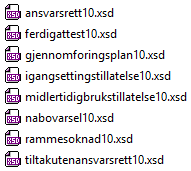 ansvarsrett10.xsd
ferdigattest10.xsd
gjennomforingsplan10.xsd
igangsettingstillatelse10.xsd
midlertidigbrukstillatelse10.xsd
nabovarsel10.xsd
rammesoknad10.xsd
tiltakutenansvarsrett10.xsd